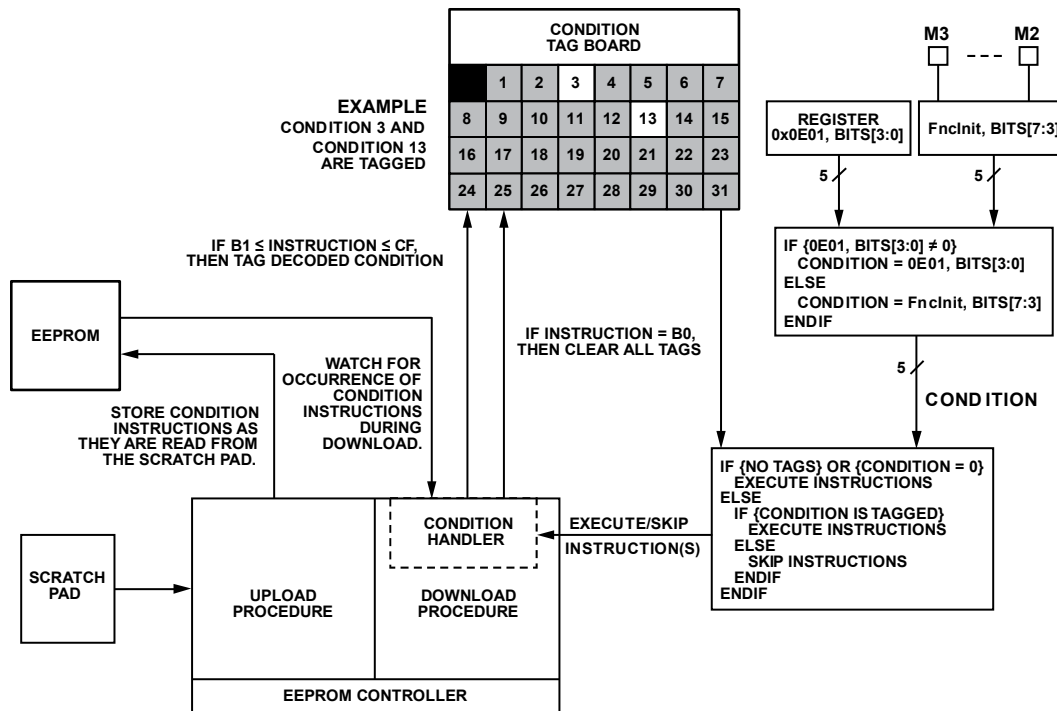 CONDITION
TAG BOARD
1 2 3 4 5 6 7
8 9 10 11 12 13 14 15
16 17 18 19 20 21 22 23
24 25 26 27 28 29 30 31
EXAMPLE
CONDITION 3 AND
CONDITION 13
ARE TAGGED
M3
M2
REGISTER
0x0E01, BITS[3:0]
FncInit, BITS[7:3]
5
5
IF {0E01, BITS[3:0] ≠ 0}
CONDITION = 0E01, BITS[3:0]
ELSE
CONDITION = FncInit, BITS[7:3]
ENDIF
5
CONDITION
IF B1 ≤ INSTRUCTION ≤ CF,
THEN TAG DECODED CONDITION
IF INSTRUCTION = B0,
THEN CLEAR ALL TAGS
EEPROM
WATCH FOR
OCCURRENCE OF
CONDITION
INSTRUCTIONS
DURING
DOWNLOAD.
STORE CONDITION
INSTRUCTIONS AS
THEY ARE READ FROM
THE SCRATCH PAD.
IF {NO TAGS} OR {CONDITION = 0}
EXECUTE INSTRUCTIONS
ELSE
IF {CONDITION IS TAGGED}
EXECUTE INSTRUCTIONS
ELSE
SKIP INSTRUCTIONS
ENDIF
ENDIF
EXECUTE/SKIP
INSTRUCTION(S)
CONDITION
HANDLER
SCRATCH
PAD
UPLOAD
PROCEDURE
DOWNLOAD
PROCEDURE
EEPROM CONTROLLER